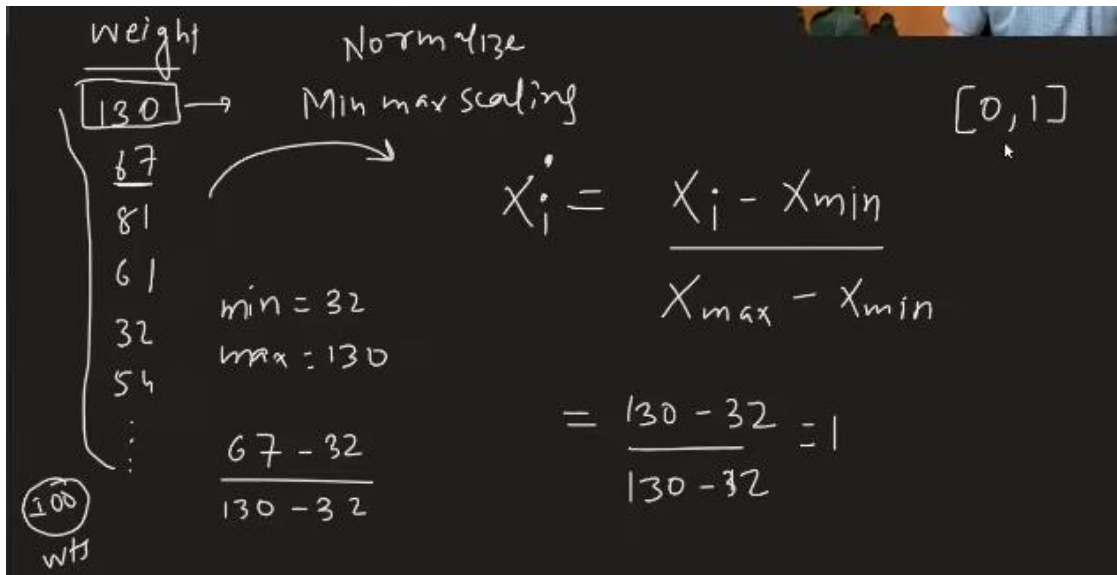 weight
130 →
67
81
61
32
54
⋮
100
wts
Normalize
Min max scaling
[0, 1]
min = 32
max = 130
67 - 32
130 - 32
Xi' = Xi - Xmin
Xmax - Xmin
= 130 - 32 = 1
130 - 32